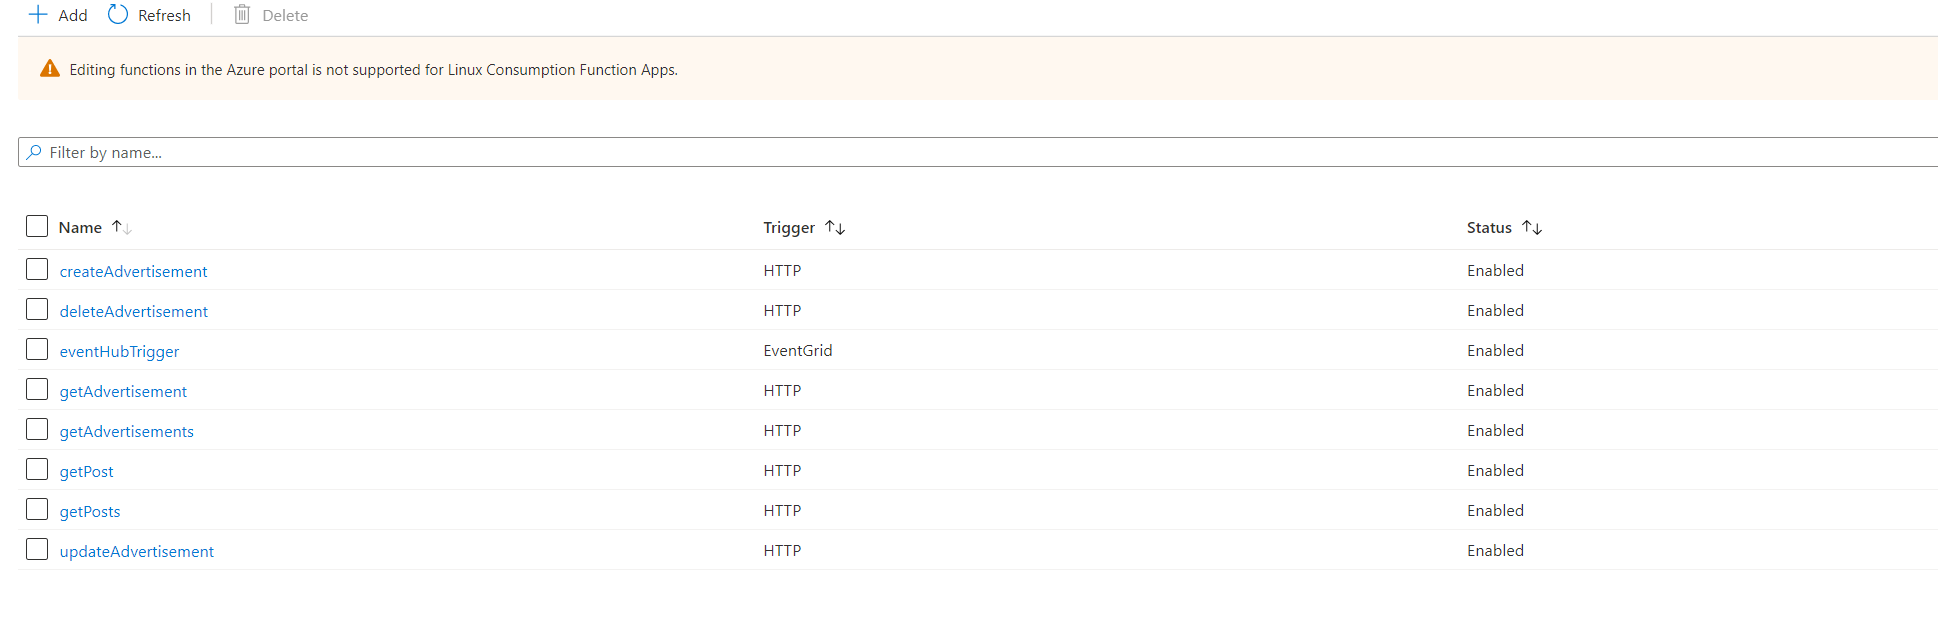 Add Refresh Delete
Editing functions in the Azure portal is not supported for Linux Consumption Function Apps.
Filter by name...
Name Trigger Status
createAdvertisement HTTP Enabled
deleteAdvertisement HTTP Enabled
eventHubTrigger EventGrid Enabled
getAdvertisement HTTP Enabled
getAdvertisements HTTP Enabled
getPost HTTP Enabled
getPosts HTTP Enabled
updateAdvertisement HTTP Enabled